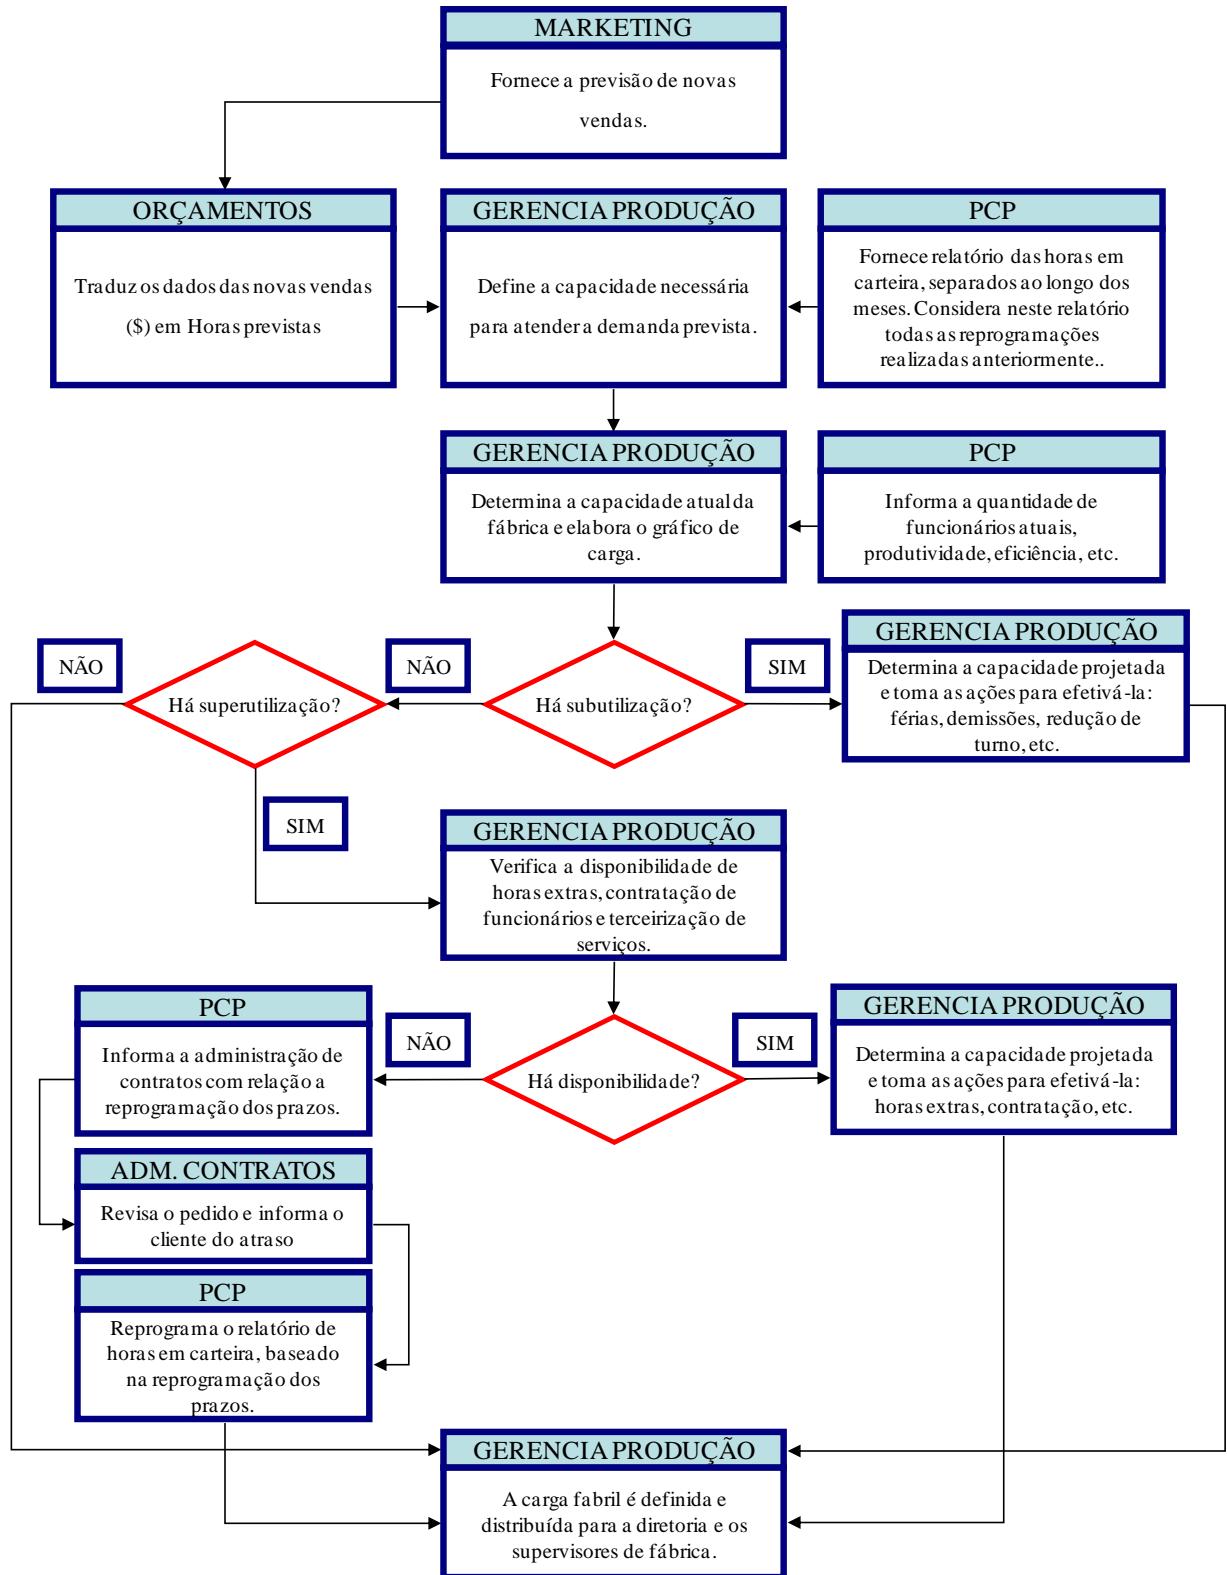 MARKETING
Fornece a previsão de novas
vendas.
ORÇAMENTOS
Traduz os dados das novas vendas
($) em Horas previstas
GERENCIA PRODUÇÃO
Define a capacidade necessária
para atender a demanda prevista.
PCP
Fornece relatório das horas em
carteira, separados ao longo dos
meses. Considera neste relatório
todas as reprogramações
realizadas anteriormente..
GERENCIA PRODUÇÃO
Determina a capacidade atual da
fábrica e elabora o gráfico de
carga.
PCP
Informa a quantidade de
funcionários atuais,
produtividade, eficiência, etc.
NÃO
Há superutilização?
NÃO
Há subutilização?
SIM
GERENCIA PRODUÇÃO
Determina a capacidade projetada
e toma as ações para efetivá-la:
férias, demissões, redução de
turno, etc.
SIM
GERENCIA PRODUÇÃO
Verifica a disponibilidade de
horas extras, contratação de
funcionários e terceirização de
serviços.
PCP
Informa a administração de
contratos com relação a
reprogramação dos prazos.
NÃO
Há disponibilidade?
SIM
GERENCIA PRODUÇÃO
Determina a capacidade projetada
e toma as ações para efetivá-la:
horas extras, contratação, etc.
ADM. CONTRATOS
Revisa o pedido e informa o
cliente do atraso
PCP
Reprograma o relatório de
horas em carteira, baseado
na reprogramação dos
prazos.
GERENCIA PRODUÇÃO
A carga fabril é definida e
distribuída para a diretoria e os
supervisores de fábrica.